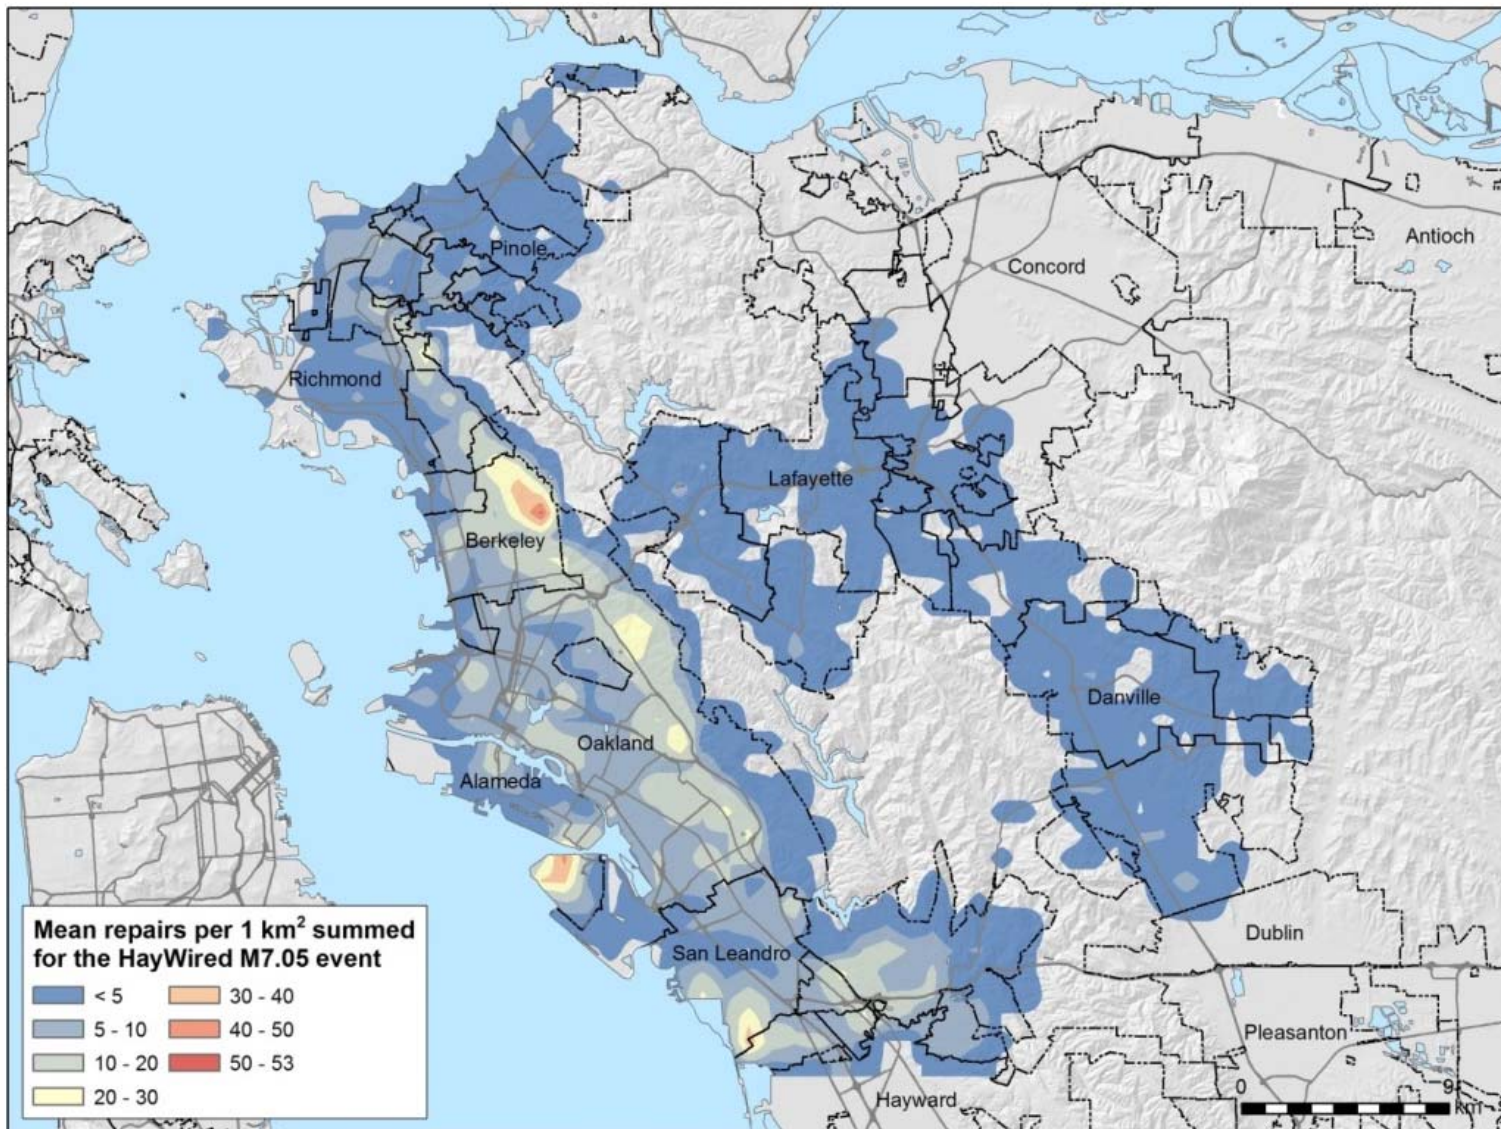 Pinole
Antioch
Concord
Richmond
Lafayette
Berkeley
Danville
Oakland
Alameda
San Leandro
Dublin
Pleasanton
Hayward
Mean repairs per 1 km² summed
for the HayWired M7.05 event
< 5
30 - 40
5 - 10
40 - 50
10 - 20
50 - 53
20 - 30
0 9
km